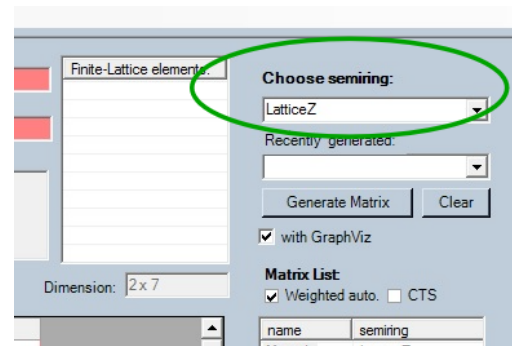 Finite-Lattice elements:
Choose semiring:
LatticeZ
Recently generated:
Generate Matrix
Clear
with GraphViz
Matrix List:
Dimension:
2 x 7
Weighted auto.
CTS
name
semiring